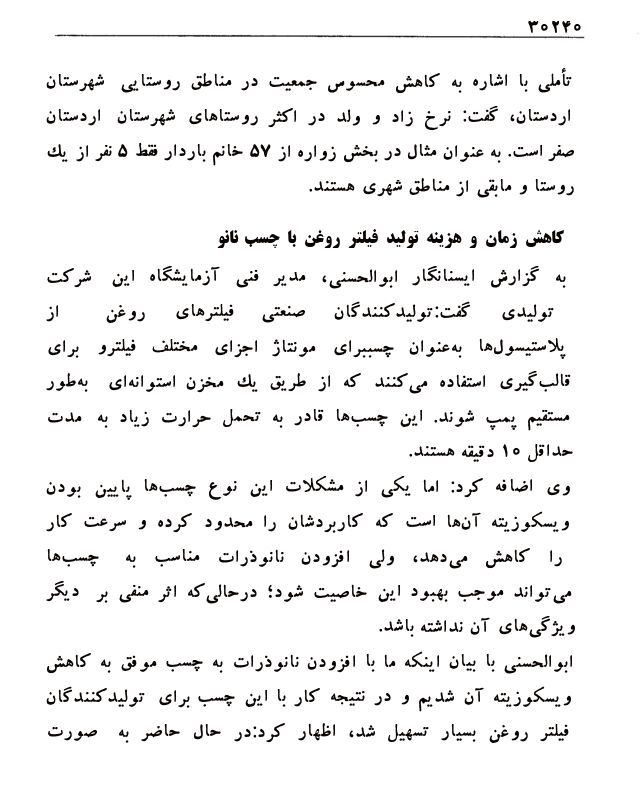 ۳۰۲۴۰
تأملی با اشاره به کاهش محسوس جمعیت در مناطق روستایی شهرستان
اردستان، گفت: نرخ زاد و ولد در اکثر روستاهای شهرستان اردستان
صفر است. به عنوان مثال در بخش زواره از ۵۷ خانم باردار فقط ۵ نفر از یك
روستا و مابقی از مناطق شهری هستند.
کاهش زمان و هزینه تولید فیلتر روغن با چسب نانو
به گزارش ایسنانگار ابوالحسنی، مدیر فنی آزمایشگاه این شرکت
تولیدی گفت:تولیدکنندگان صنعتی فیلترهای روغن از
پلاستیسول‌ها به‌عنوان چسببرای مونتاژ اجزای مختلف فیلترو برای
قالب‌گیری استفاده می‌کنند که از طریق یك مخزن استوانه‌ای به‌طور
مستقیم پمپ شوند. این چسب‌ها قادر به تحمل حرارت زیاد به مدت
حداقل ۱۰ دقیقه هستند.
وی اضافه کرد: اما یکی از مشکلات این نوع چسب‌ها پایین بودن
ویسکوزیته آن‌ها است که کاربردشان را محدود کرده و سرعت کار
را کاهش می‌دهد، ولی افزودن نانوذرات مناسب به چسب‌ها
می‌تواند موجب بهبود این خاصیت شود؛ درحالی‌که اثر منفی بر دیگر
ویژگی‌های آن نداشته باشد.
ابوالحسنی با بیان اینکه ما با افزودن نانوذرات به چسب موفق به کاهش
ویسکوزیته آن شدیم و در نتیجه کار با این چسب برای تولیدکنندگان
فیلتر روغن بسیار تسهیل شد، اظهار کرد:در حال حاضر به صورت